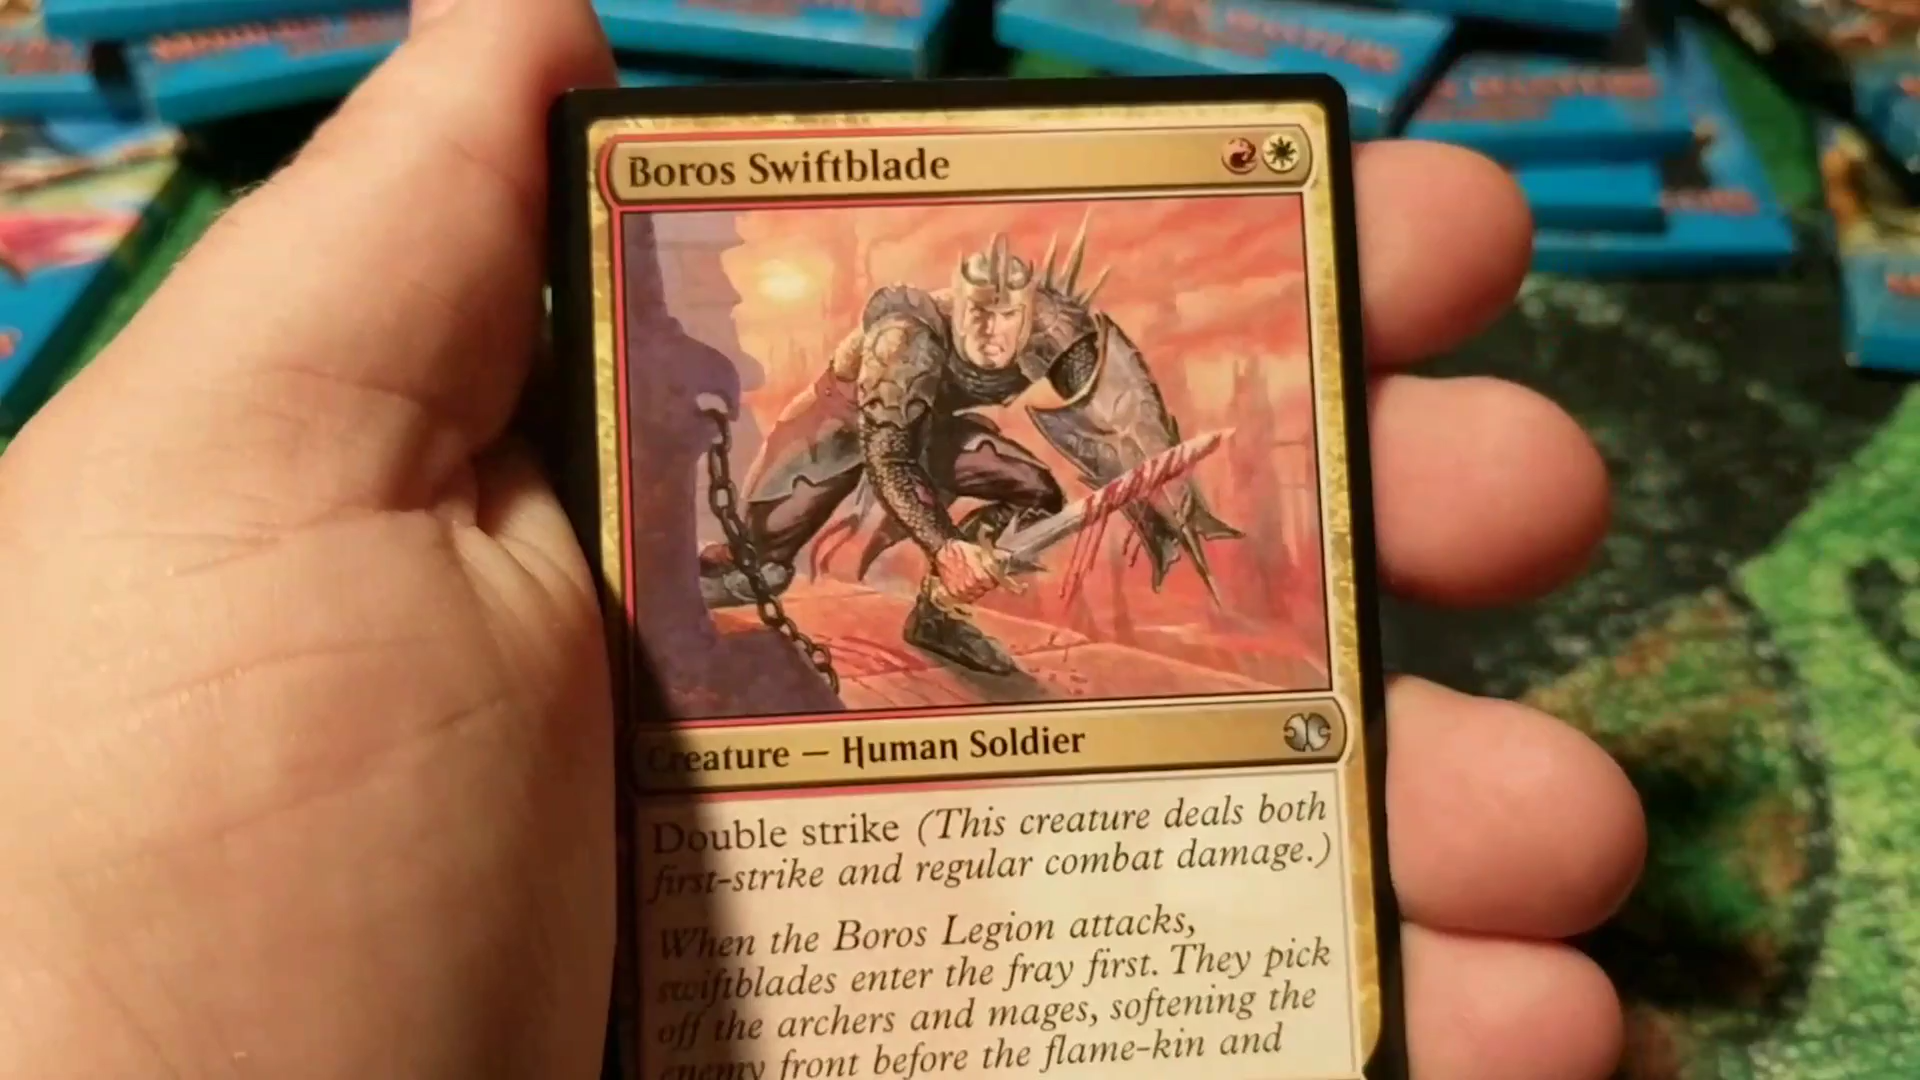 Boros Swiftblade
Creature — Human Soldier
Double strike (This creature deals both
first-strike and regular combat damage.)
When the Boros Legion attacks,
swiftblades enter the fray first. They pick
off the archers and mages, softening the
enemy front before the flame-kin and